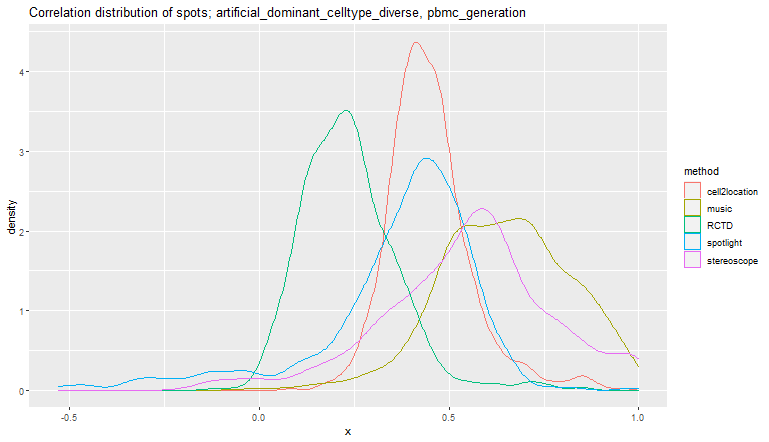 Correlation distribution of spots; artificial_dominant_celltype_diverse, pbmc_generation
4
3
2
1
0
density
-0.5
0.0
0.5
1.0
x
method
cell2location
music
RCTD
spotlight
stereoscope